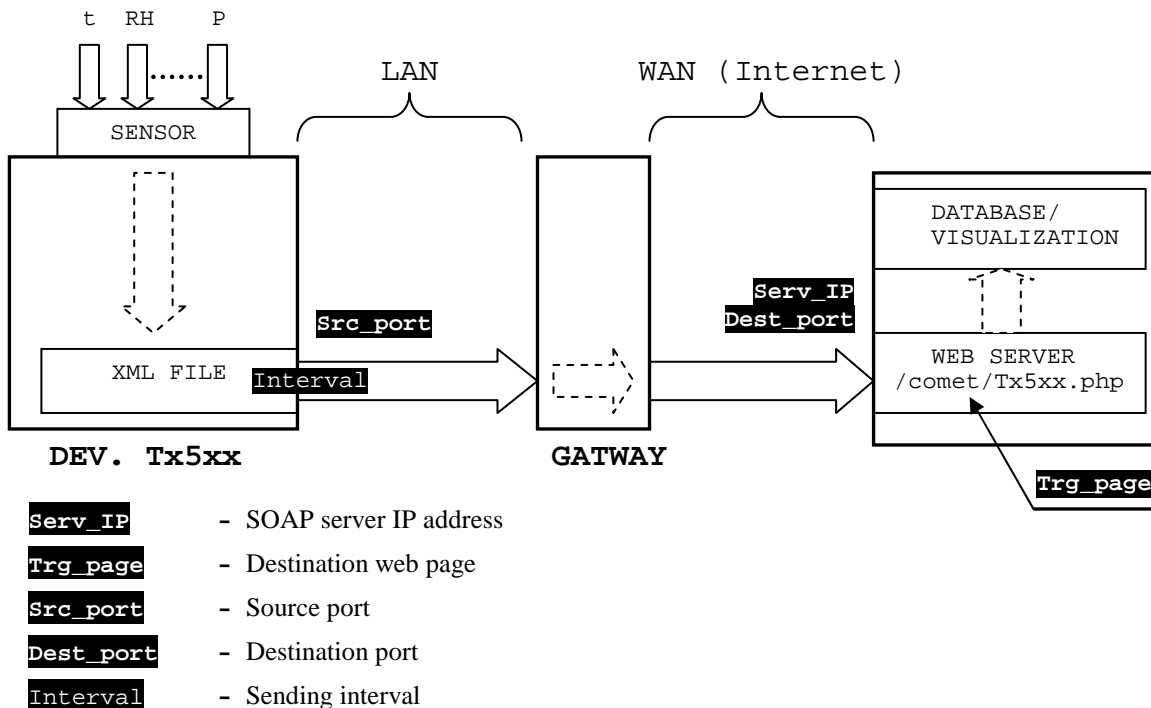 t RH P
......
LAN
WAN (Internet)
SENSOR
DATABASE/
VISUALIZATION
Serv_IP
Dest_port
Src_port
XML FILE
Interval
WEB SERVER
/comet/Tx5xx.php
DEV. Tx5xx
GATWAY
Trg_page
Serv_IP - SOAP server IP address
Trg_page - Destination web page
Src_port - Source port
Dest_port - Destination port
Interval - Sending interval